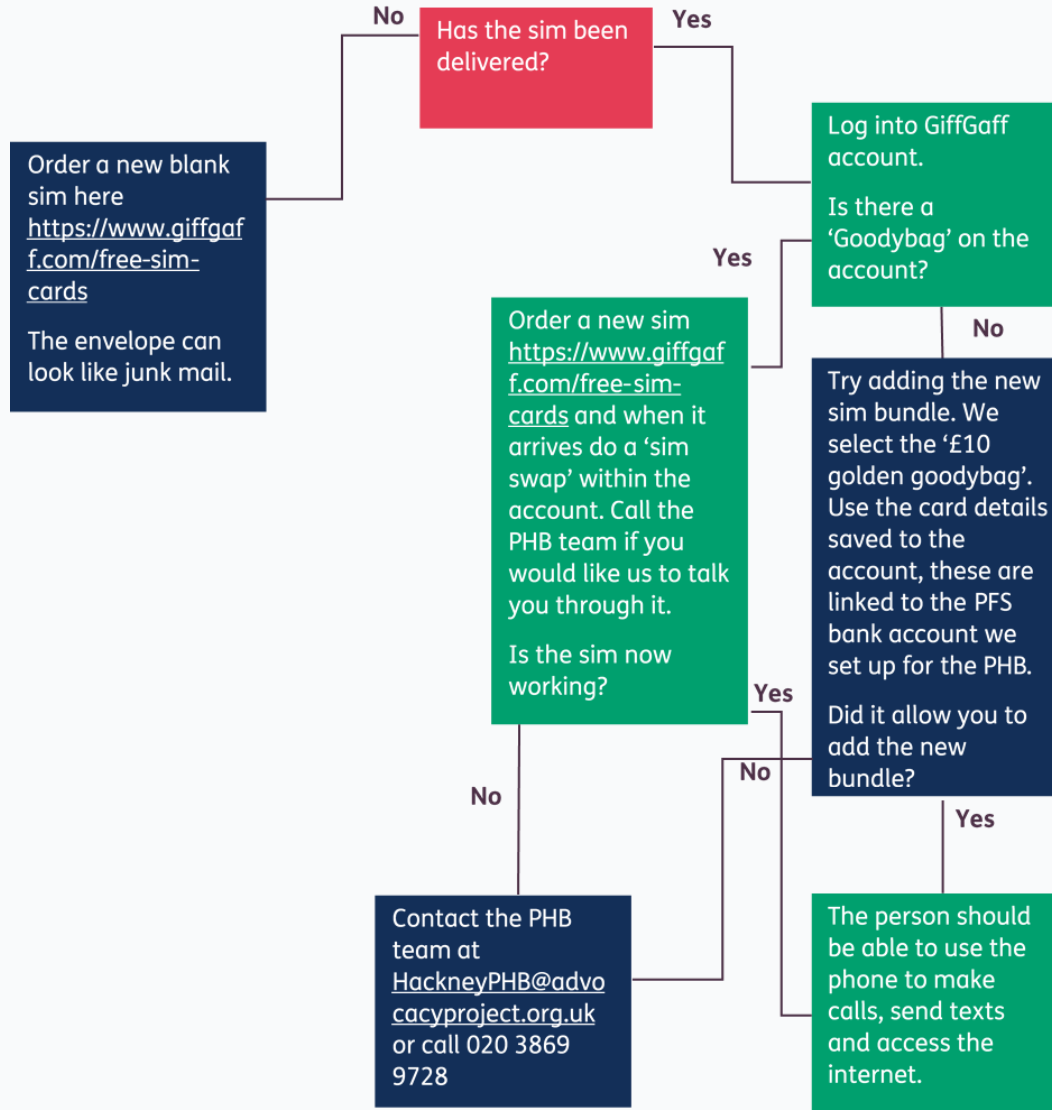 No
Has the sim been
delivered?
Yes
Order a new blank
sim here
https://www.giffgaf
f.com/free-sim-
cards
The envelope can
look like junk mail.
Log into GiffGaff
account.
Is there a
‘Goodybag’ on the
account?
Yes
No
Order a new sim
https://www.giffgaf
f.com/free-sim-
cards and when it
arrives do a ‘sim
swap’ within the
account. Call the
PHB team if you
would like us to talk
you through it.
Is the sim now
working?
Try adding the new
sim bundle. We
select the ‘£10
golden goodybag’.
Use the card details
saved to the
account, these are
linked to the PFS
bank account we
set up for the PHB.
Did it allow you to
add the new
bundle?
Yes
No
No
Yes
Contact the PHB
team at
HackneyPHB@advo
cacyproject.org.uk
or call 020 3869
9728
The person should
be able to use the
phone to make
calls, send texts
and access the
internet.